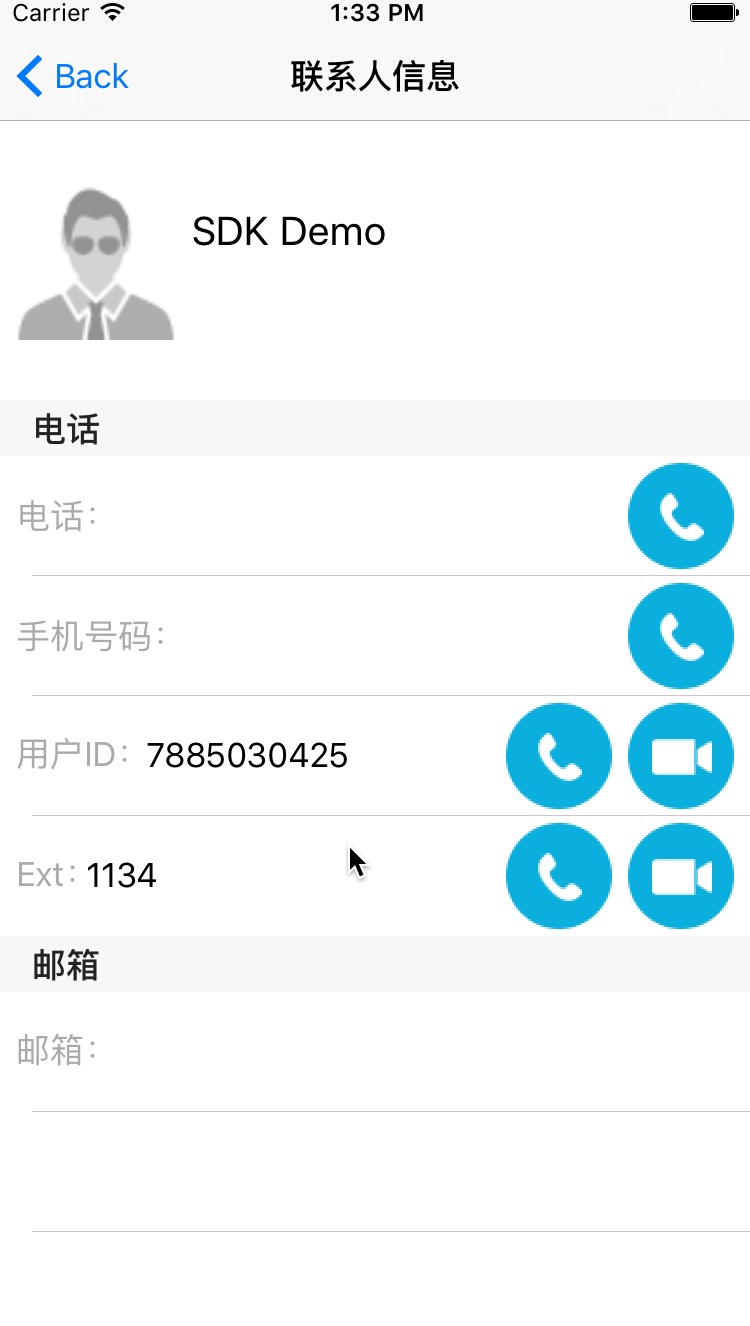 Carrier 1:33 PM
Back 联系人信息
SDK Demo
电话
电话：
手机号码：
用户ID： 7885030425
Ext： 1134
邮箱
邮箱：